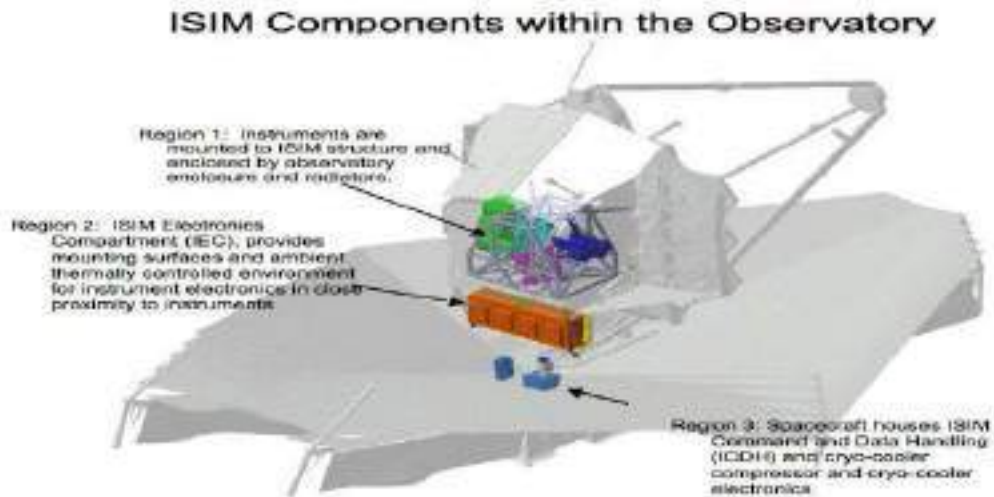 ISIM Components within the Observatory
Region 1: Instruments are
mounted to ISIM structure and
enclosed by observatory
enclosure and radiators.
Region 2: ISIM Electronics
Compartment (IEC), provides
mounting surfaces and ambient
thermally controlled environment
for instrument electronics in close
proximity to instruments
Region 3: Spacecraft houses ISIM
Command and Data Handling
(ICDH) and cryo-cooler
compressor and cryo-cooler
electronics